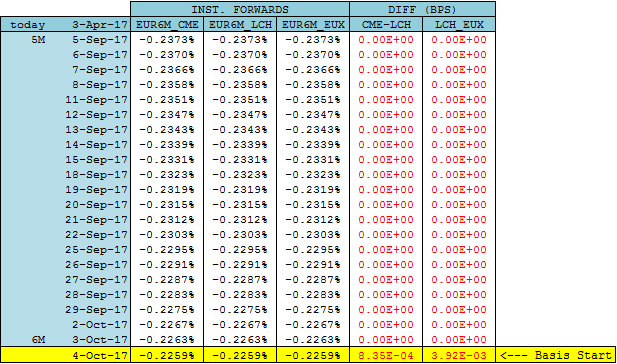 INST. FORWARDS DIFF (BPS)
today 3-Apr-17 EUR6M_CME EUR6M_LCH EUR6M_EUX CME-LCH LCH_EUX
5M 5-Sep-17 -0.2373% -0.2373% -0.2373% 0.00E+00 0.00E+00
6-Sep-17 -0.2370% -0.2370% -0.2370% 0.00E+00 0.00E+00
7-Sep-17 -0.2366% -0.2366% -0.2366% 0.00E+00 0.00E+00
8-Sep-17 -0.2358% -0.2358% -0.2358% 0.00E+00 0.00E+00
11-Sep-17 -0.2351% -0.2351% -0.2351% 0.00E+00 0.00E+00
12-Sep-17 -0.2347% -0.2347% -0.2347% 0.00E+00 0.00E+00
13-Sep-17 -0.2343% -0.2343% -0.2343% 0.00E+00 0.00E+00
14-Sep-17 -0.2339% -0.2339% -0.2339% 0.00E+00 0.00E+00
15-Sep-17 -0.2331% -0.2331% -0.2331% 0.00E+00 0.00E+00
18-Sep-17 -0.2323% -0.2323% -0.2323% 0.00E+00 0.00E+00
19-Sep-17 -0.2319% -0.2319% -0.2319% 0.00E+00 0.00E+00
20-Sep-17 -0.2315% -0.2315% -0.2315% 0.00E+00 0.00E+00
21-Sep-17 -0.2312% -0.2312% -0.2312% 0.00E+00 0.00E+00
22-Sep-17 -0.2303% -0.2303% -0.2303% 0.00E+00 0.00E+00
25-Sep-17 -0.2295% -0.2295% -0.2295% 0.00E+00 0.00E+00
26-Sep-17 -0.2291% -0.2291% -0.2291% 0.00E+00 0.00E+00
27-Sep-17 -0.2287% -0.2287% -0.2287% 0.00E+00 0.00E+00
28-Sep-17 -0.2283% -0.2283% -0.2283% 0.00E+00 0.00E+00
29-Sep-17 -0.2275% -0.2275% -0.2275% 0.00E+00 0.00E+00
2-Oct-17 -0.2267% -0.2267% -0.2267% 0.00E+00 0.00E+00
6M 3-Oct-17 -0.2263% -0.2263% -0.2263% 0.00E+00 0.00E+00
4-Oct-17 -0.2259% -0.2259% -0.2259% 8.35E-04 3.92E-03 <--- Basis Start